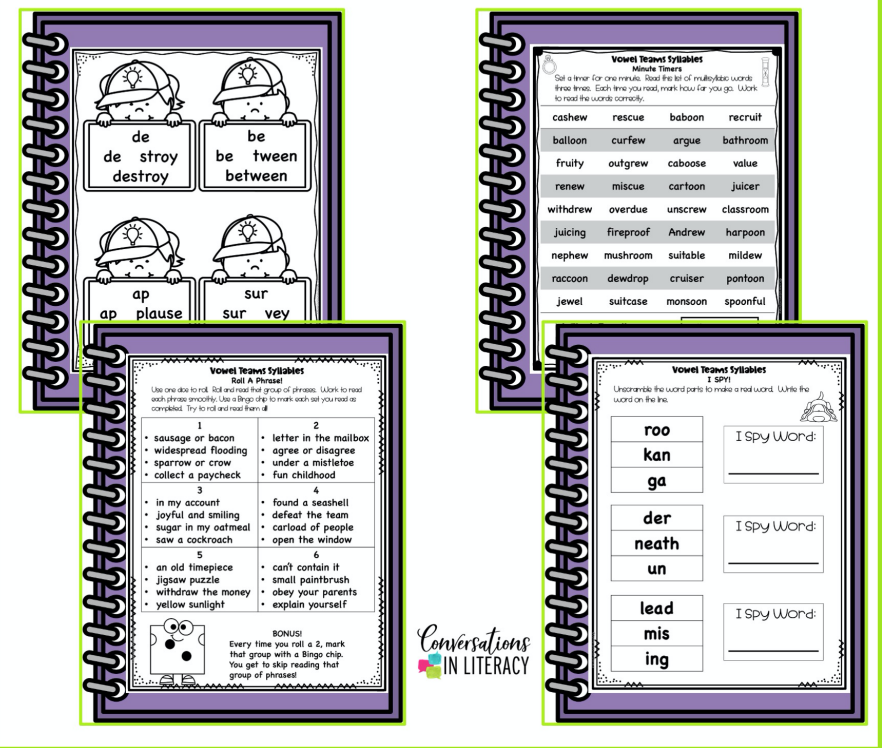 de
de stroy
destroy
be
be tween
between
ap
ap plause
sur
sur vey
Vowel Teams Syllables
Minute Timers
Set a timer for one minute. Read this list of multisyllabic words
three times. Each time you read, mark how far you go. Work
to read the words correctly.
cashew rescue baboon recruit
balloon curfew argue bathroom
fruity outgrew caboose value
renew miscue cartoon juicer
withdrew overdue unscrew classroom
juicing fireproof Andrew harpoon
nephew mushroom suitable mildew
raccoon dewdrop cruiser pontoon
jewel suitcase monsoon spoonful
Vowel Teams Syllables
Roll A Phrase!
Use one dice to roll. Roll and read that group of phrases. Work to read
each phrase smoothly. Use a Bingo chip to mark each set you read as
completed. Try to roll and read them all!
1
• sausage or bacon
• widespread flooding
• sparrow or crow
• collect a paycheck
2
• letter in the mailbox
• agree or disagree
• under a mistletoe
• fun childhood
3
• in my account
• joyful and smiling
• sugar in my oatmeal
• saw a cockroach
4
• found a seashell
• defeat the team
• carload of people
• open the window
5
• an old timepiece
• jigsaw puzzle
• withdraw the money
• yellow sunlight
6
• can't contain it
• small paintbrush
• obey your parents
• explain yourself
BONUS!
Every time you roll a 2, mark
that group with a Bingo chip.
You get to skip reading that
group of phrases!
Conversations
IN LITERACY
Vowel Teams Syllables
I SPY!
Unscramble the word parts to make a real word. Write the
word on the line.
roo
kan
ga
I Spy Word:
der
neath
un
I Spy Word:
lead
mis
ing
I Spy Word: